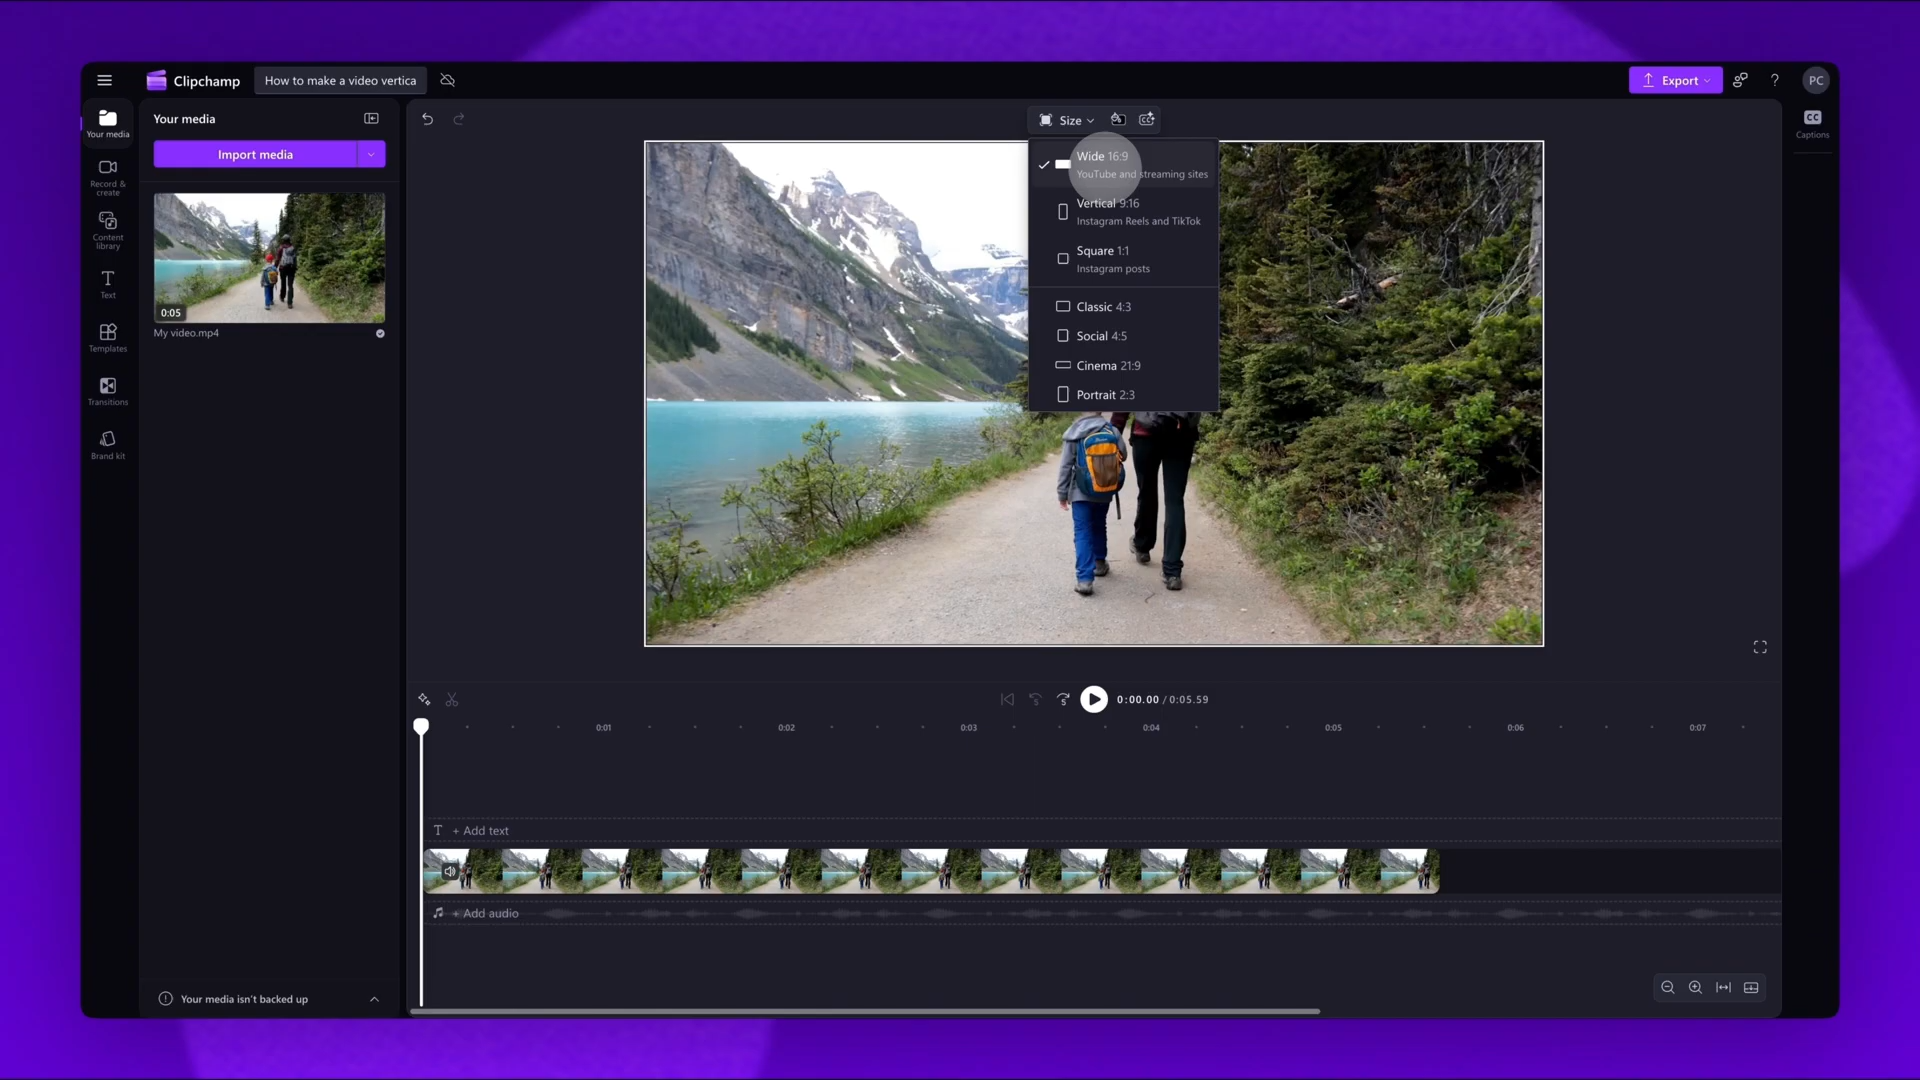 Clipchamp
How to make a video vertica
Export
?
PC
Your media
Your media
Import media
Record &
create
Content
library
Text
Templates
Transitions
Brand kit
0:05
My video.mp4
Size
CC
Captions
Wide 16:9
YouTube and streaming sites
Vertical 9:16
Instagram Reels and TikTok
Square 1:1
Instagram posts
Classic 4:3
Social 4:5
Cinema 21:9
Portrait 2:3
5
5
0:00.00 / 0:05.59
0:01
0:02
0:03
0:04
0:05
0:06
0:07
T + Add text
+ Add audio
Your media isn't backed up